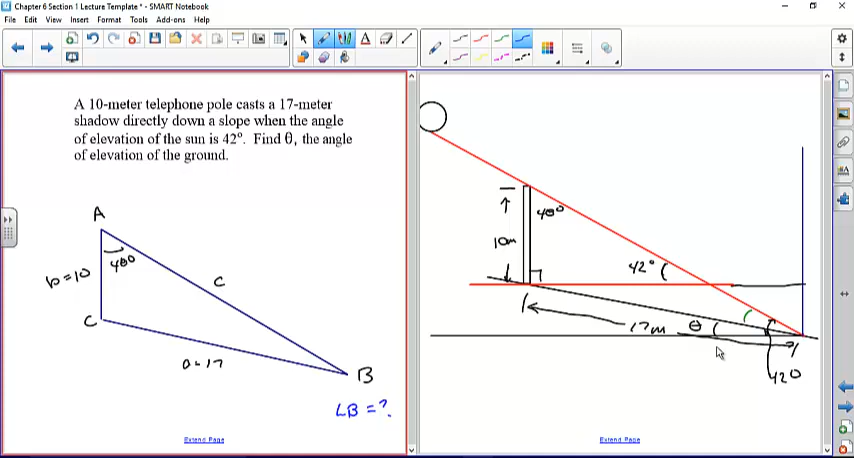 Chapter 6 Section 1 Lecture Template * - SMART Notebook
File Edit View Insert Format Tools Add-ons Help
A 10-meter telephone pole casts a 17-meter
shadow directly down a slope when the angle
of elevation of the sun is 42°. Find θ, the angle
of elevation of the ground.
A
48°
b=10
c
C
a=17
B
∠B=?
Extend Page
48°
10m
42°
17m
θ
42°
Extend Page